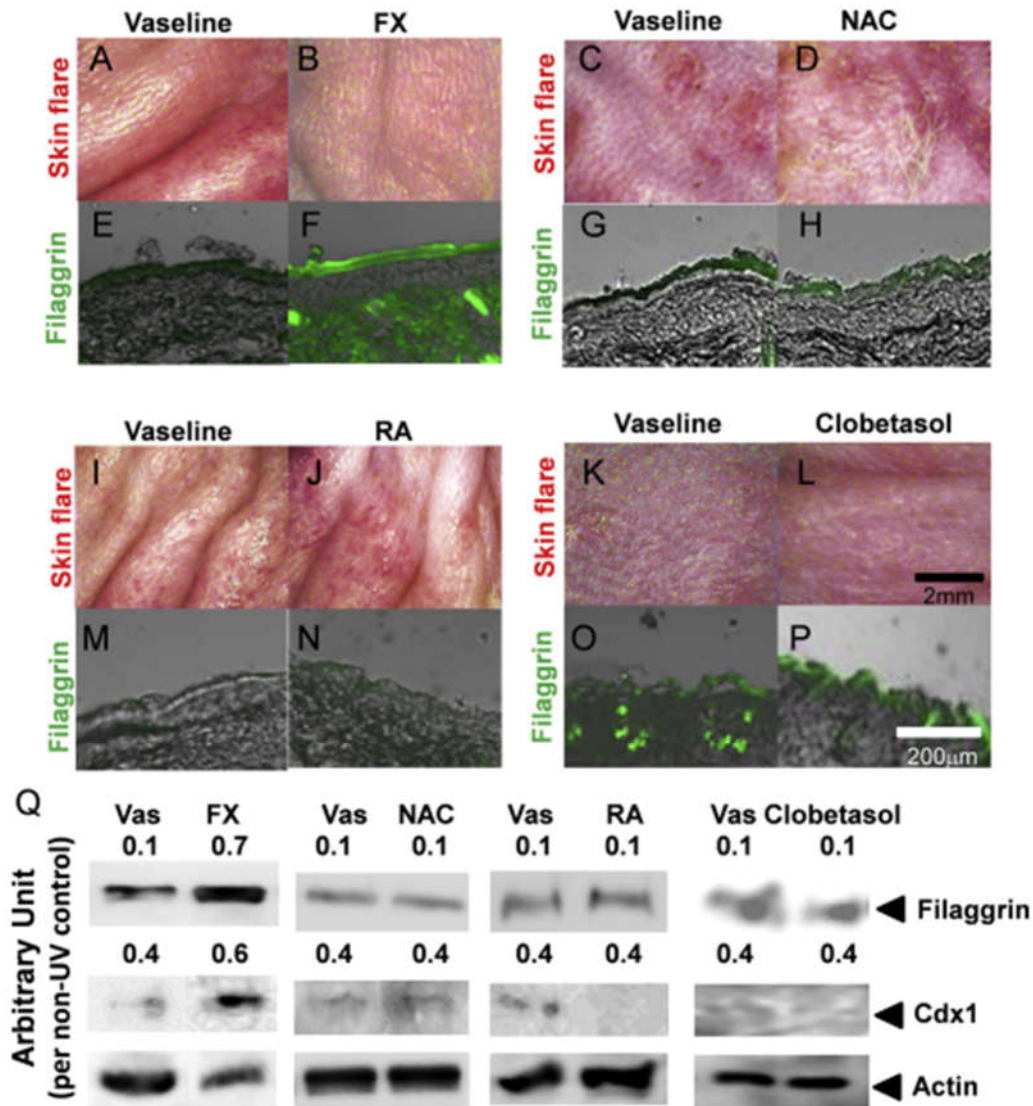 Vaseline FX Vaseline NAC
Skin flare A B Skin flare C D
Filaggrin E F Filaggrin G H
Vaseline RA Vaseline Clobetasol
Skin flare I J Skin flare K L
2mm
Filaggrin M N Filaggrin O P
200μm
Q
Vas FX Vas NAC Vas RA Vas Clobetasol
0.1 0.7 0.1 0.1 0.1 0.1 0.1 0.1
Filaggrin
0.4 0.6 0.4 0.4 0.4 0.4 0.4 0.4
Cdx1
Actin
Arbitrary Unit
(per non-UV control)